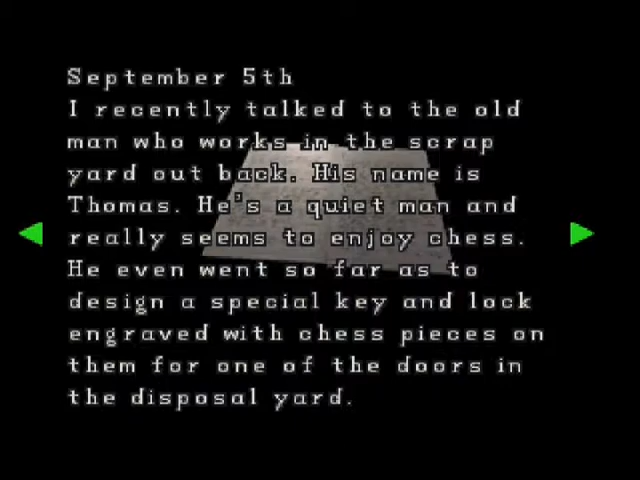 September 5th
I recently talked to the old
man who works in the scrap
yard out back. His name is
Thomas. He's a quiet man and
really seems to enjoy chess.
He even went so far as to
design a special key and lock
engraved with chess pieces on
them for one of the doors in
the disposal yard.